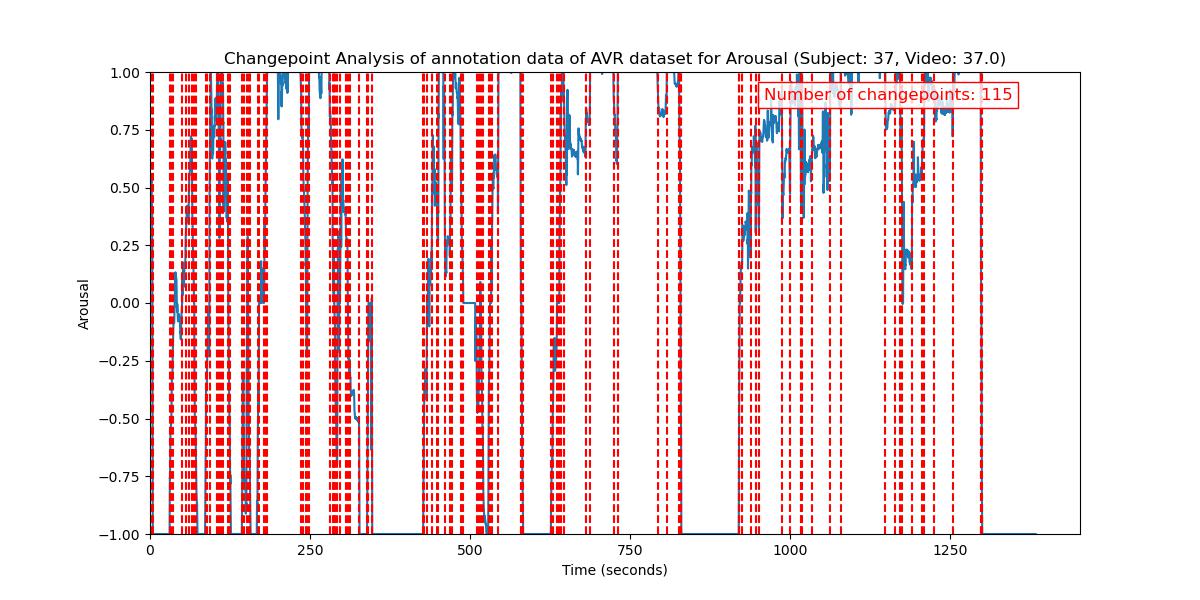 Changepoint Analysis of annotation data of AVR dataset for Arousal (Subject: 37, Video: 37.0)
Number of changepoints: 115
1.00
0.75
0.50
0.25
0.00
−0.25
−0.50
−0.75
−1.00
Arousal
0 250 500 750 1000 1250
Time (seconds)